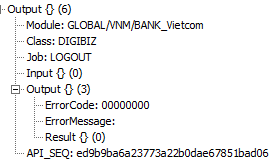 Output {} (6)
Module: GLOBAL/VNM/BANK_Vietcom
Class: DIGIBIZ
Job: LOGOUT
Input {} (0)
Output {} (3)
ErrorCode: 00000000
ErrorMessage:
Result {} (0)
API_SEQ: ed9b9ba6a23773a22b0dae67851bad06